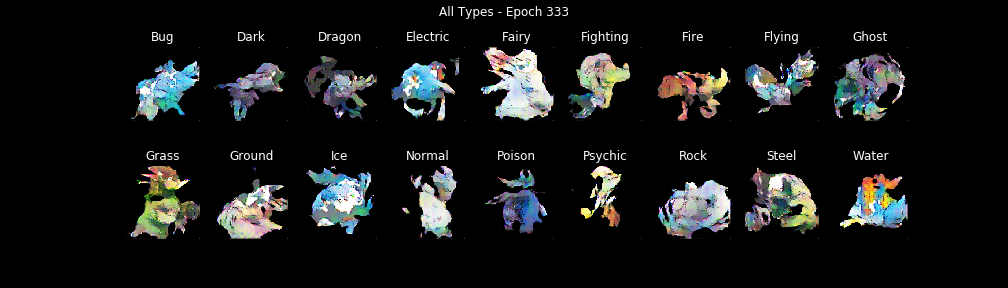 All Types - Epoch 333
Bug Dark Dragon Electric Fairy Fighting Fire Flying Ghost
Grass Ground Ice Normal Poison Psychic Rock Steel Water